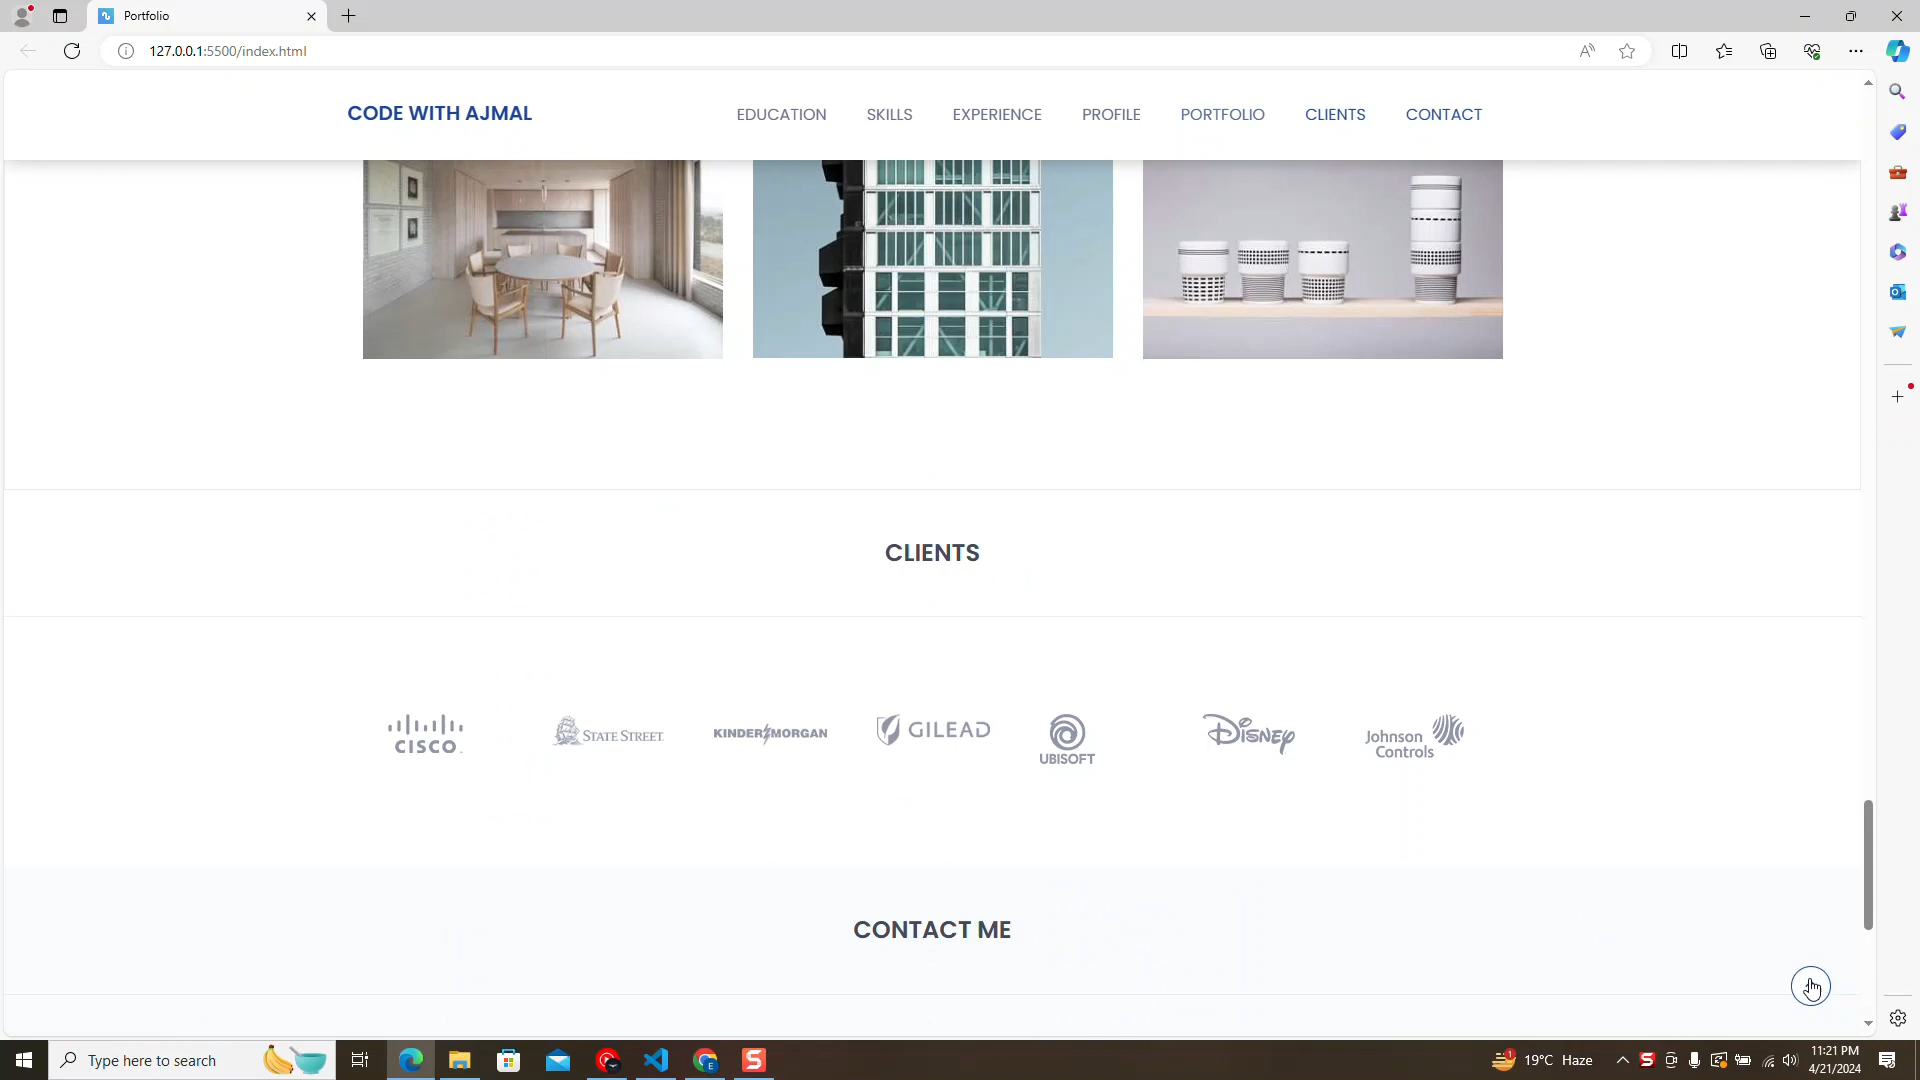 Portfolio
127.0.0.1:5500/index.html
CODE WITH AJMAL
EDUCATION
SKILLS
EXPERIENCE
PROFILE
PORTFOLIO
CLIENTS
CONTACT
CLIENTS
CISCO
STATE STREET.
KINDER MORGAN
GILEAD
UBISOFT
Disney
Johnson
Controls
CONTACT ME
Type here to search
19°C Haze
11:21 PM
4/21/2024